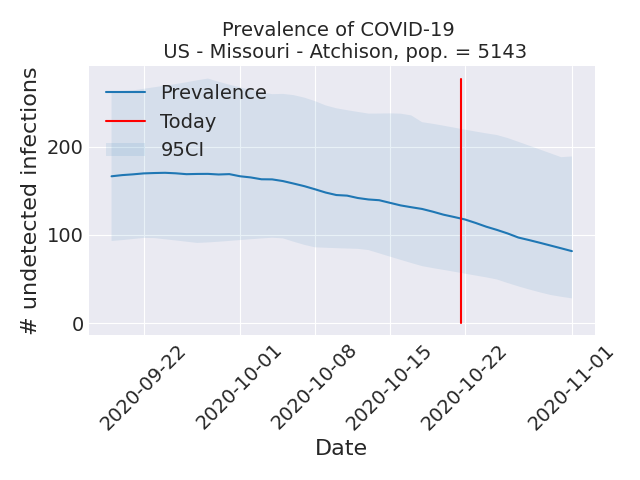 Prevalence of COVID-19
US - Missouri - Atchison, pop. = 5143
Prevalence
Today
95CI
# undetected infections
200
100
0
2020-09-22
2020-10-01
2020-10-08
2020-10-15
2020-10-22
2020-11-01
Date